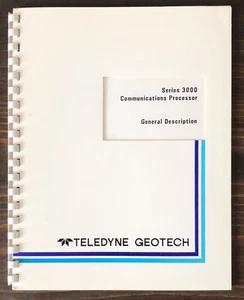 Series 3000
Communications Processor
General Description
TELEDYNE GEOTECH